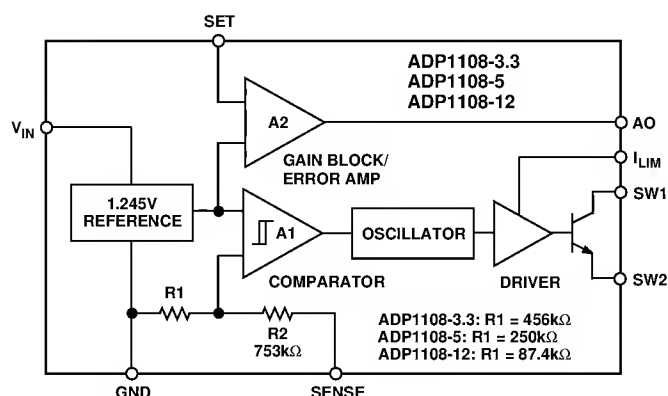 SET
ADP1108-3.3
ADP1108-5
ADP1108-12
A2
VIN
AO
GAIN BLOCK/
ERROR AMP
ILIM
1.245V
REFERENCE
SW1
A1
OSCILLATOR
COMPARATOR
DRIVER
SW2
R1
R2
753kΩ
ADP1108-3.3: R1 = 456kΩ
ADP1108-5: R1 = 250kΩ
ADP1108-12: R1 = 87.4kΩ
GND
SENSE